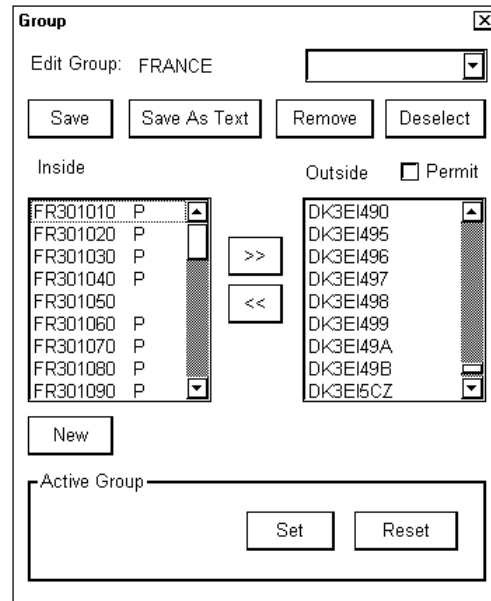 Group
Edit Group: FRANCE
Save Save As Text Remove Deselect
Inside Outside Permit
FR301010 P
FR301020 P
FR301030 P
FR301040 P
FR301050
FR301060 P
FR301070 P
FR301080 P
FR301090 P
>>
<<
DK3EI490
DK3EI495
DK3EI496
DK3EI497
DK3EI498
DK3EI499
DK3EI49A
DK3EI49B
DK3EI5CZ
New
Active Group
Set Reset